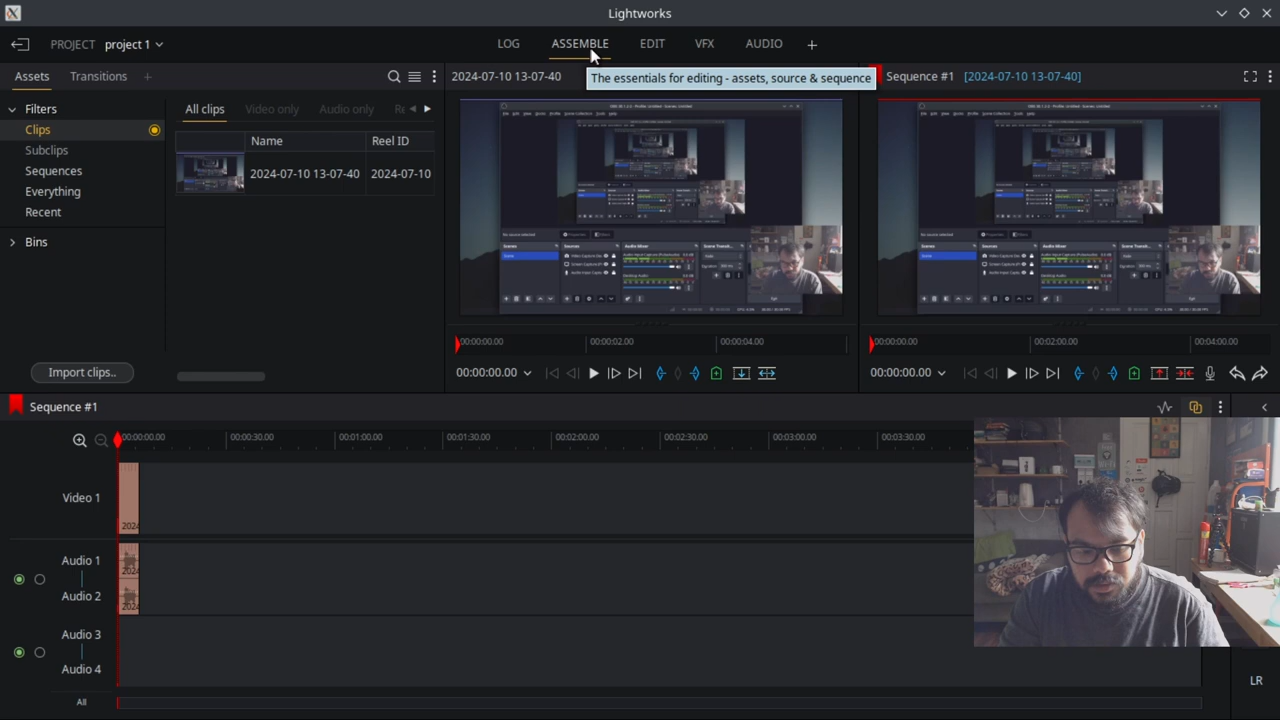 Lightworks
PROJECT project 1
LOG ASSEMBLE EDIT VFX AUDIO +
The essentials for editing - assets, source & sequence
Assets Transitions +
2024-07-10 13-07-40
Sequence #1 [2024-07-10 13-07-40]
Filters
Clips
Subclips
Sequences
Everything
Recent
Bins
Import clips..
All clips Video only Audio only
Name Reel ID
2024-07-10 13-07-40 2024-07-10
00:00:00.00 00:00:02.00 00:00:04.00
00:00:00.00
00:00:00.00 00:02:00.00 00:04:00.00
00:00:00.00
Sequence #1
00:00:00.00 00:00:30.00 00:01:00.00 00:01:30.00 00:02:00.00 00:02:30.00 00:03:00.00 00:03:30.00
Video 1
2024
Audio 1
Audio 2
Audio 3
Audio 4
All
LR